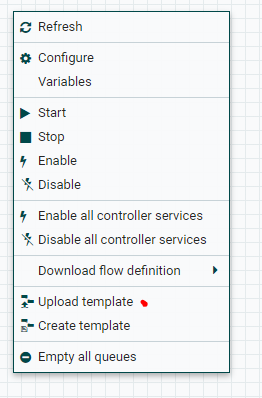 Refresh
Configure
Variables
Start
Stop
Enable
Disable
Enable all controller services
Disable all controller services
Download flow definition
Upload template
Create template
Empty all queues